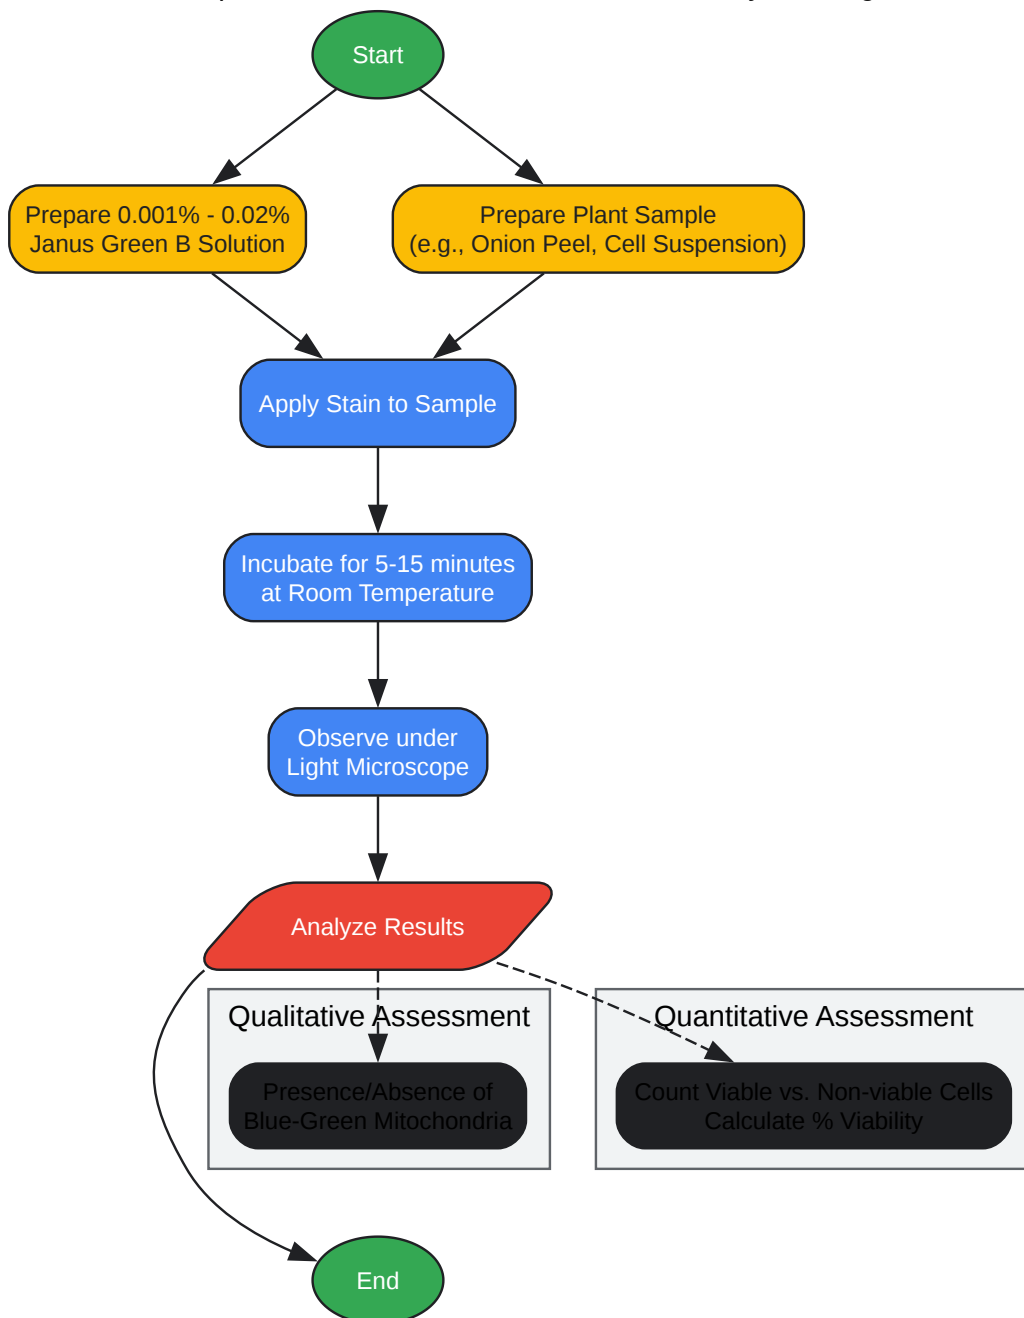 Start
Prepare 0.001% - 0.02%
Janus Green B Solution
Prepare Plant Sample
(e.g., Onion Peel, Cell Suspension)
Apply Stain to Sample
Incubate for 5-15 minutes
at Room Temperature
Observe under
Light Microscope
Analyze Results
Qualitative Assessment
Quantitative Assessment
Presence/Absence of
Blue-Green Mitochondria
Count Viable vs. Non-viable Cells
Calculate % Viability
End